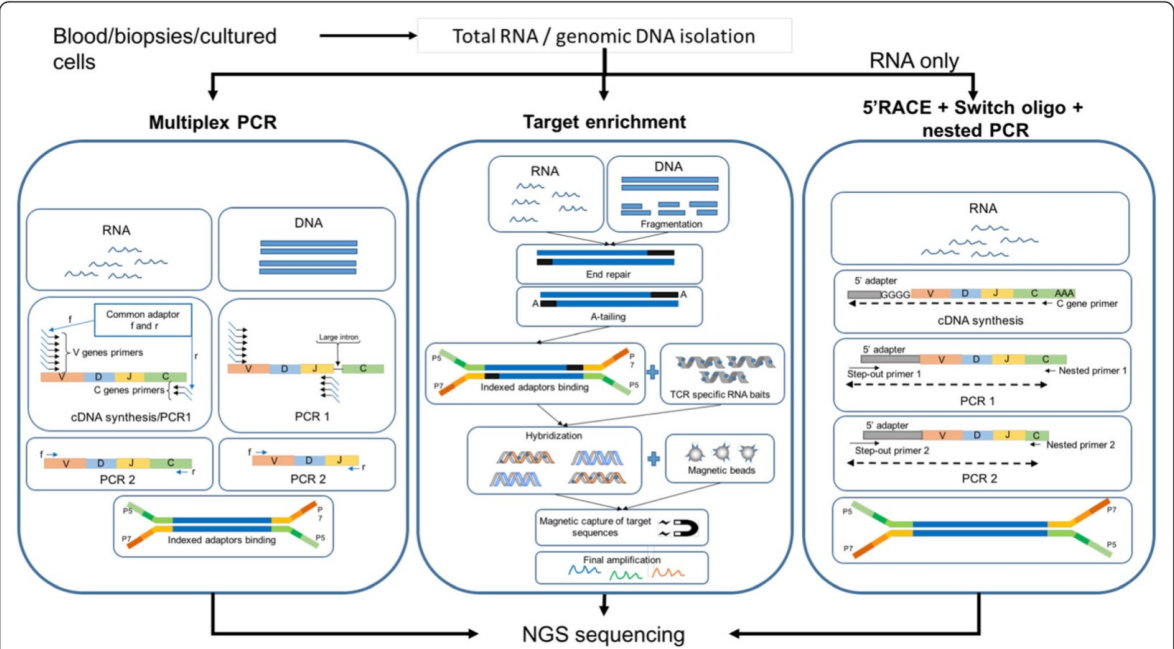 Blood/biopsies/cultured
cells
Total RNA / genomic DNA isolation
RNA only
Multiplex PCR
RNA
DNA
f
Common adaptor
f and r
r
V genes primers
V D J C
C genes primers
cDNA synthesis/PCR1
Large intron
V D J C
PCR 1
f
V D J C
r
PCR 2
V D J
r
f
PCR 2
P5
P
7
Indexed adaptors binding
P7
P5
Target enrichment
RNA
DNA
Fragmentation
End repair
A
A
A-tailing
P5
P
7
P7
Indexed adaptors binding
P5
TCR specific RNA baits
Hybridization
Magnetic beads
Magnetic capture of target
sequences
Final amplification
5'RACE + Switch oligo +
nested PCR
RNA
5' adapter
GGGG V D J C AAA
C gene primer
cDNA synthesis
5' adapter
V D J C
Step-out primer 1
Nested primer 1
PCR 1
5' adapter
V D J C
Step-out primer 2
Nested primer 2
PCR 2
P5
P7
P7
P5
NGS sequencing